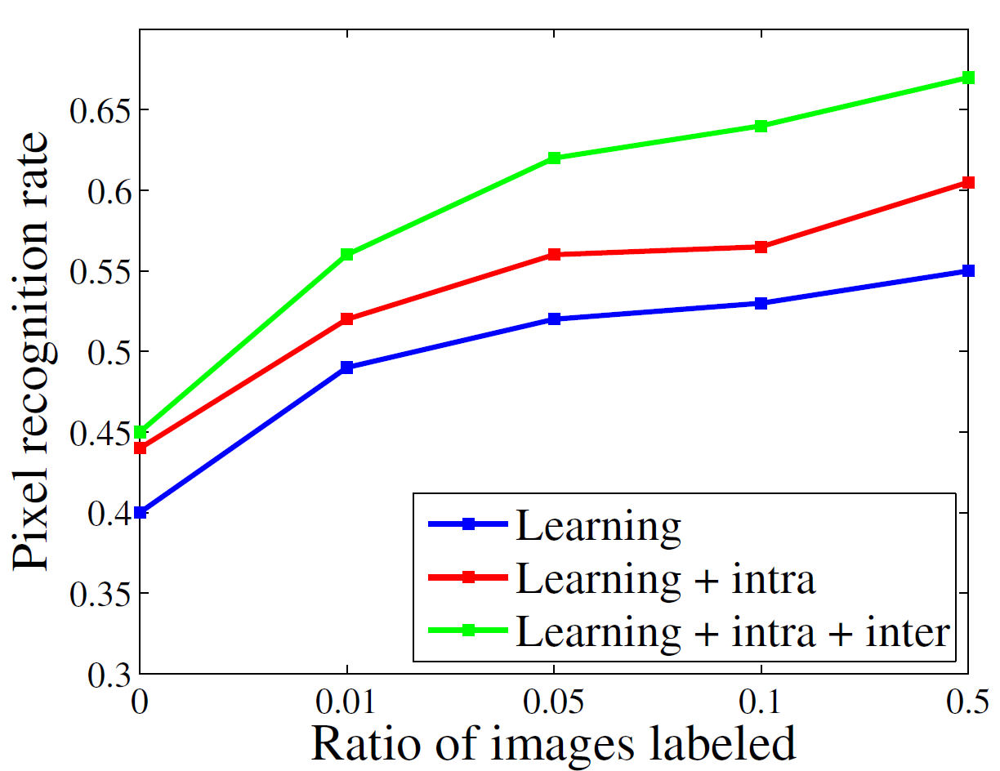 Pixel recognition rate
0.65
0.6
0.55
0.5
0.45
0.4
0.35
0.3
Learning
Learning + intra
Learning + intra + inter
0 0.01 0.05 0.1 0.5
Ratio of images labeled